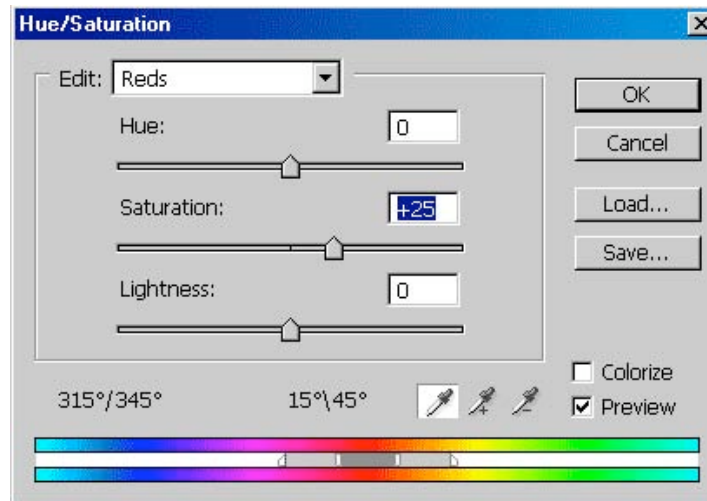 Hue/Saturation
Edit: Reds
OK
Hue: 0
Cancel
Saturation: +25
Load...
Save...
Lightness: 0
Colorize
315°/345° 15°\45°
Preview